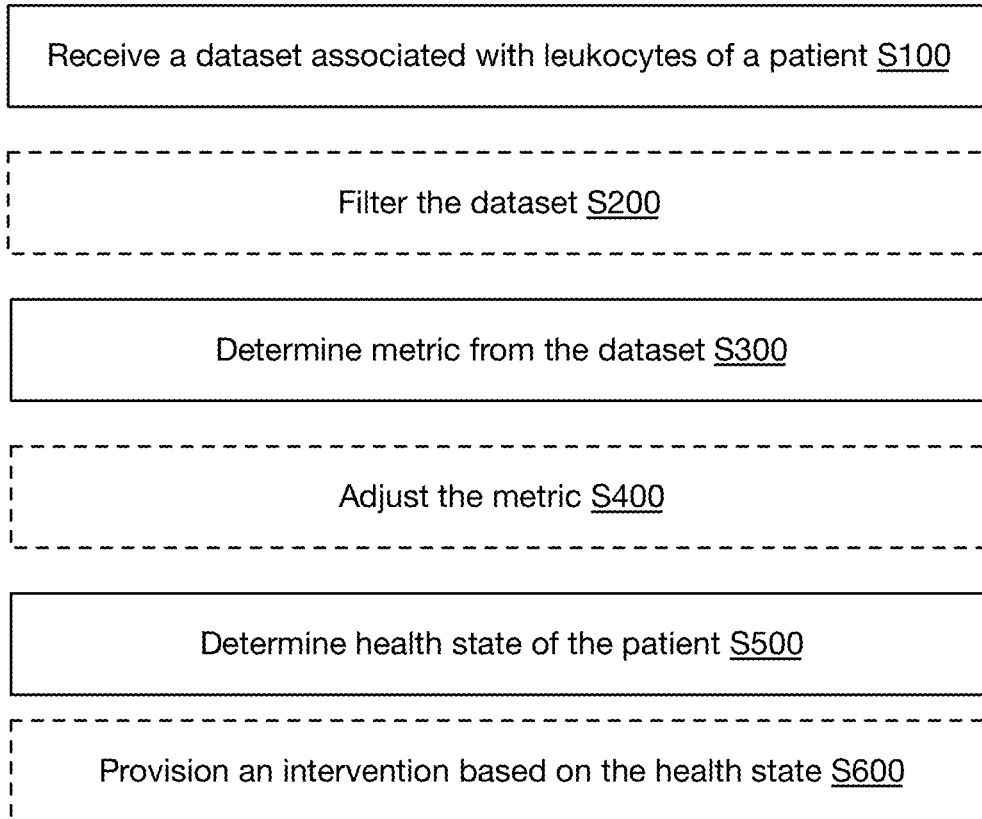 Receive a dataset associated with leukocytes of a patient S100
Filter the dataset S200
Determine metric from the dataset S300
Adjust the metric S400
Determine health state of the patient S500
Provision an intervention based on the health state S600